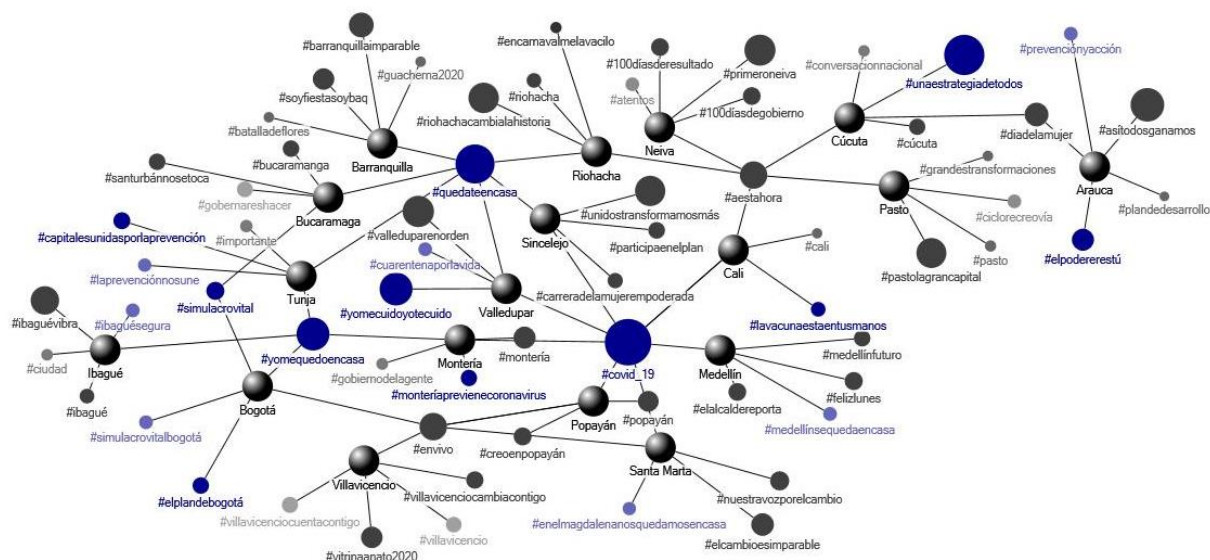 #barranquillaimparable
#encarnavalmelavacilo
#prevenciónyacción
#guacherna2020
#100díasderesultado
#conversacionnacional
#soyfiestasoybaq
#primeroneiva
#unaestrategiadetodos
#riohacha
#atentos
#batalladeflores
#riohachacambialahistoria
#100díasdegobierno
#diadelamujer
#asítodosganamos
Barranquilla
Neiva
Cúcuta
#cúcuta
#bucaramanga
Riohacha
#grandestransformaciones
#santurbánnosetoca
#quedateencasa
Arauca
#gobernareshacer
#aestahora
Pasto
#plandedesarrollo
Bucaramaga
#unidostransformamosmás
#ciclorecreovía
#capitalesunidasporlaprevención
#importante
#valleduparenorden
Sincelejo
#participaenelplan
Cali
#cali
#pasto
#elpodererestú
#cuarentenaporlavida
#pastolagrancapital
#laprevenciónnosune
Tunja
#carreradelamujerempoderada
#simulacrovital
#yomecuidoyotecuido
Valledupar
#lavacunaestaentusmanos
#ibaguévibra
#ibaguésegura
#yomequedoencasa
#montería
#medellínfuturo
#ciudad
Ibagué
Montería
#covid_19
Medellín
#gobiernodelagente
#monteríaprevienecoronavirus
#elalcaldereporta
#felizlunes
#ibagué
Bogotá
Popayán
#popayán
#medellínsequedaencasa
#simulacrovitalbogotá
#envivo
#creoenpopayán
Villavicencio
Santa Marta
#elplandebogotá
#villavicenciocambiacontigo
#nuestravozporelcambio
#villavicenciocuentacontigo
#villavicencio
#enelmagdalenanosquedamosencasa
#vitrinaanato2020
#elcambioesimparable